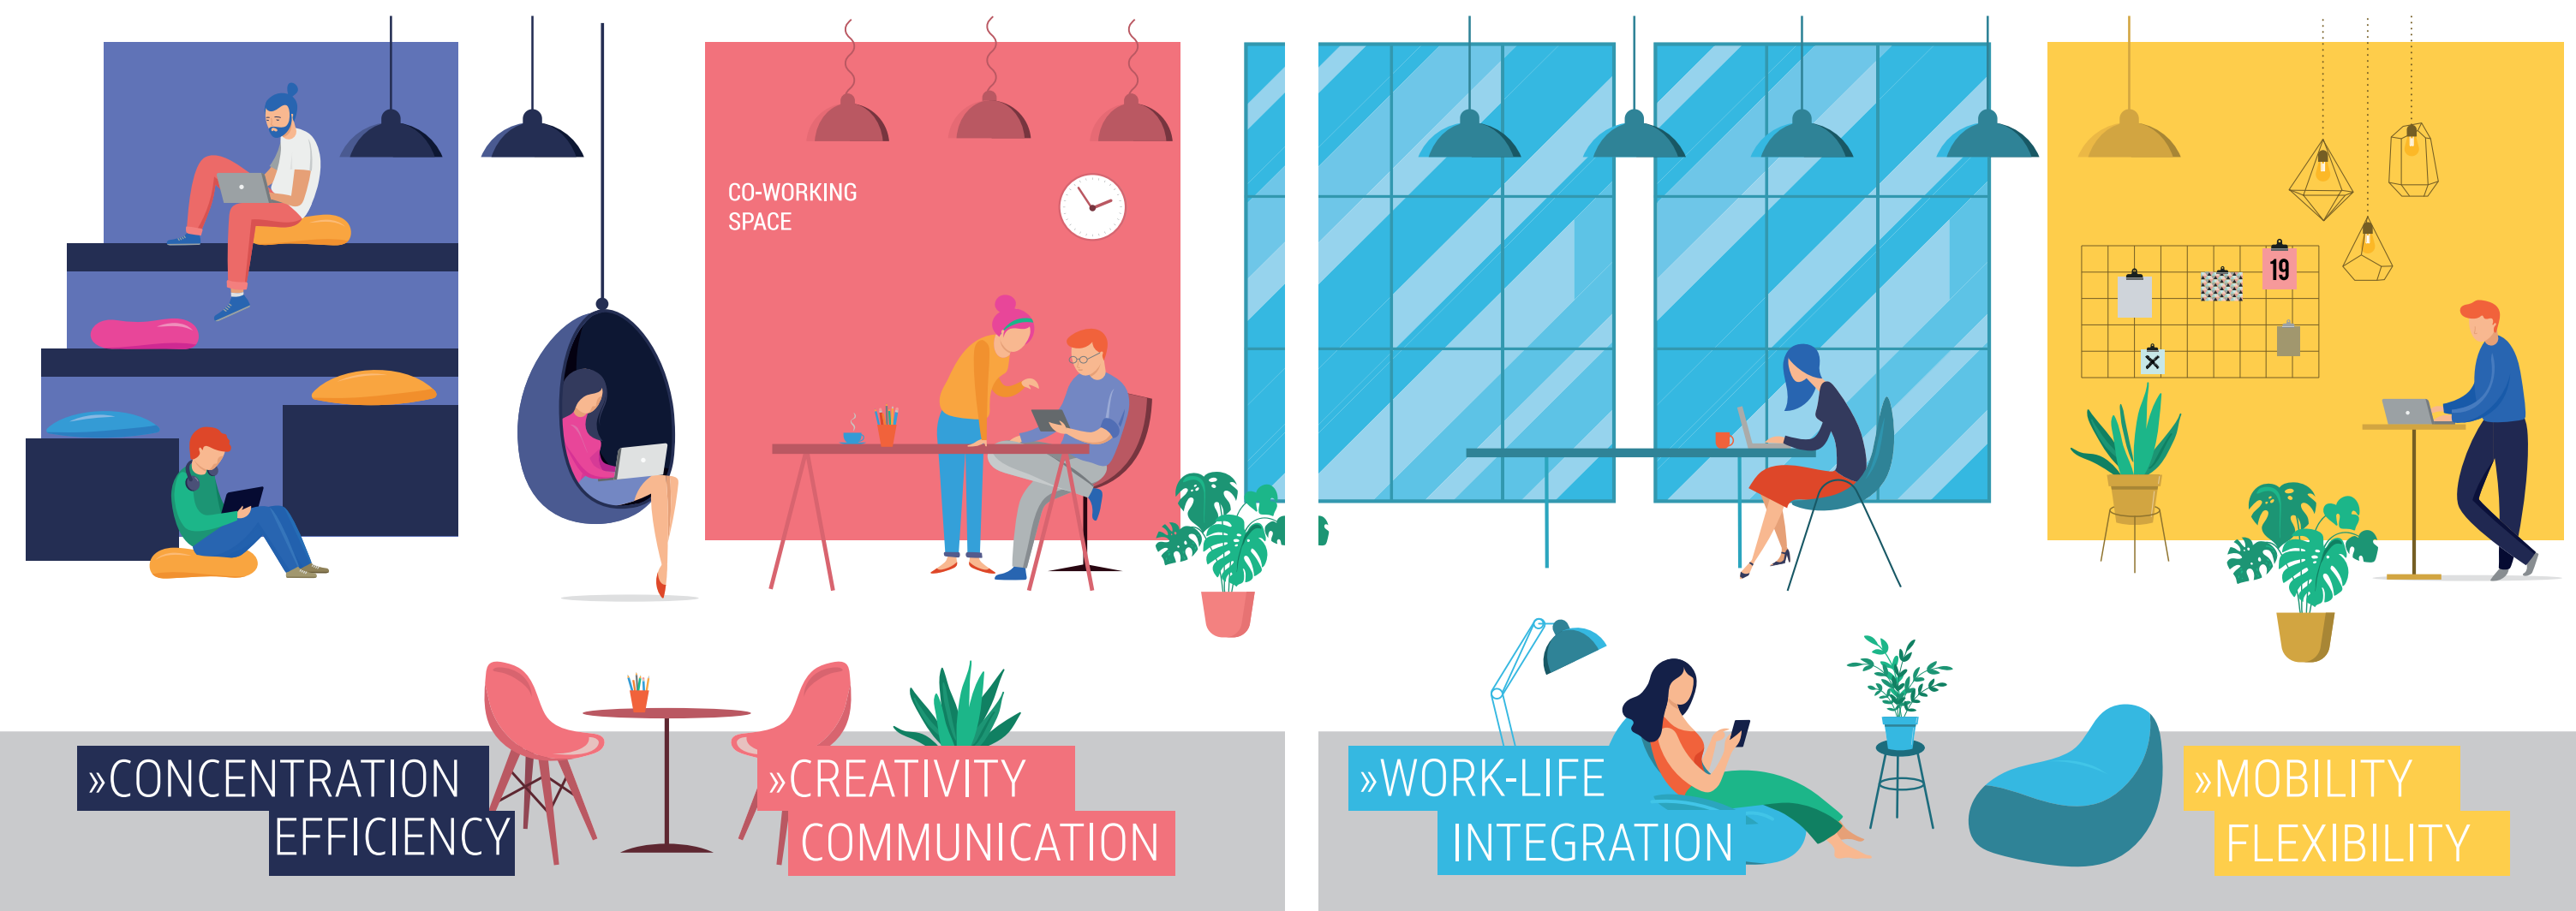 CO-WORKING
SPACE
19
»CONCENTRATION
EFFICIENCY
»CREATIVITY
COMMUNICATION
»WORK-LIFE
INTEGRATION
»MOBILITY
FLEXIBILITY